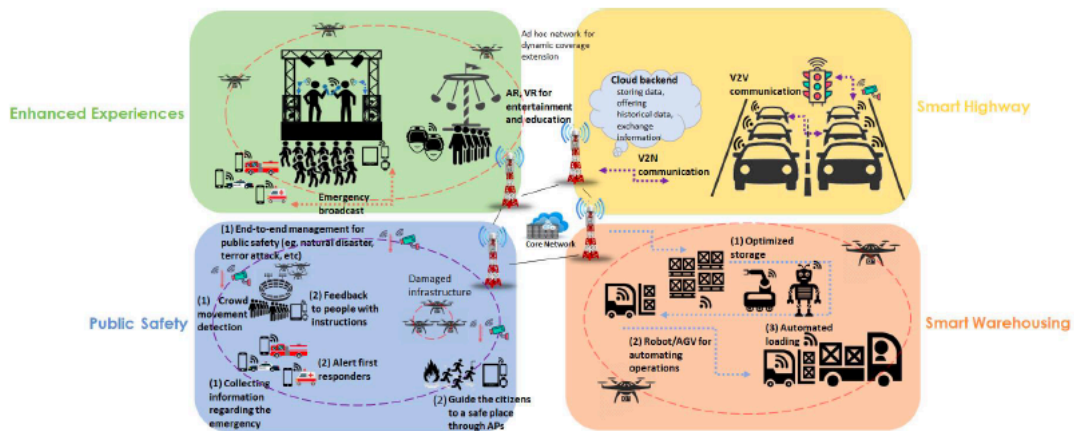 Enhanced Experiences
Ad hoc network for
dynamic coverage
extension
AR, VR for
entertainment
and education
Emergency
broadcast
Cloud backend
storing data,
offering
historical data,
exchange
information
V2N
communication
V2V
communication
Smart Highway
Core Network
Public Safety
(1) End-to-end management for
public safety (eg, natural disaster,
terror attack, etc)
(1) Crowd
movement
detection
(2) Feedback
to people with
instructions
(2) Alert first
responders
(1) Collecting
information
regarding the
emergency
Damaged
infrastructure
(2) Guide the citizens
to a safe place
through APs
(1) Optimized
storage
(2) Robot/AGV for
automating
operations
(3) Automated
loading
Smart Warehousing